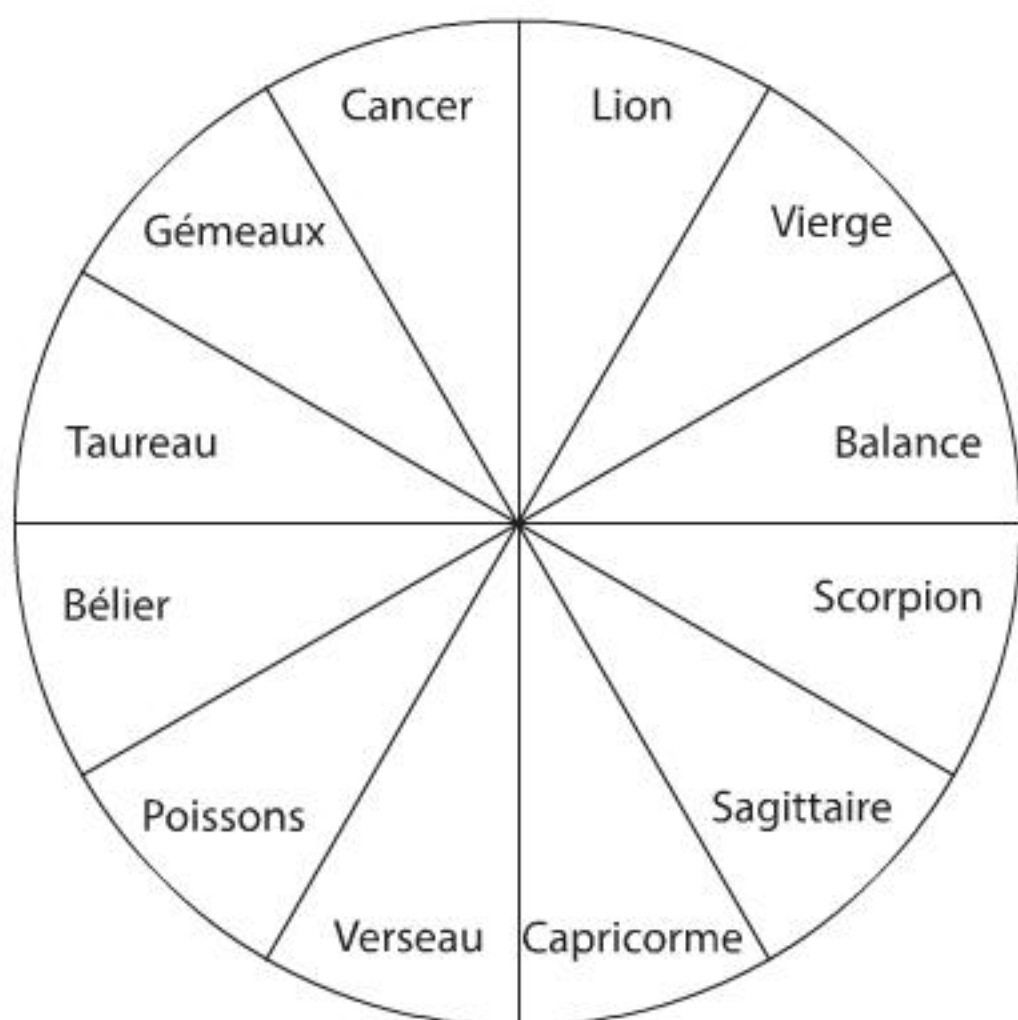 Cancer
Lion
Gémeaux
Vierge
Taureau
Balance
Bélier
Scorpion
Poissons
Sagittaire
Verseau
Capricorme